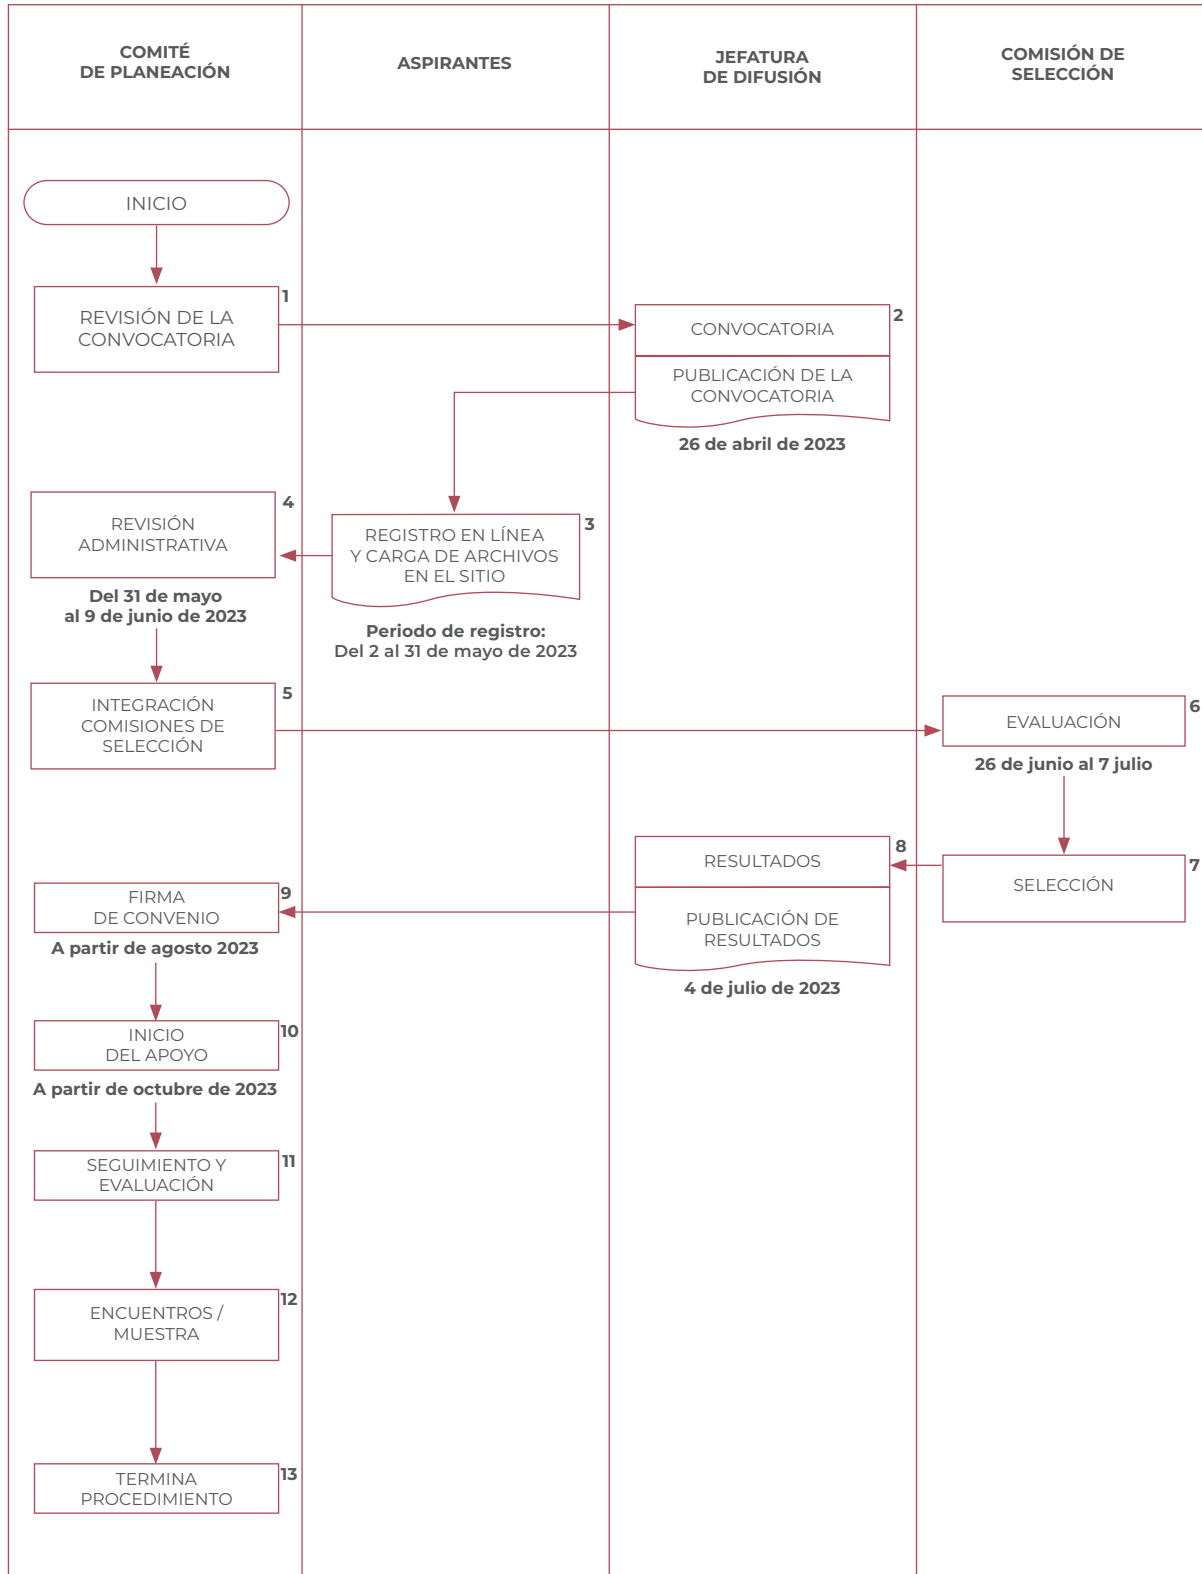 COMITÉ
DE PLANEACIÓN
ASPIRANTES
JEFATURA
DE DIFUSIÓN
COMISIÓN DE
SELECCIÓN
INICIO
1
REVISIÓN DE LA
CONVOCATORIA
2
CONVOCATORIA
PUBLICACIÓN DE LA
CONVOCATORIA
26 de abril de 2023
3
REGISTRO EN LÍNEA
Y CARGA DE ARCHIVOS
EN EL SITIO
Periodo de registro:
Del 2 al 31 de mayo de 2023
4
REVISIÓN
ADMINISTRATIVA
Del 31 de mayo
al 9 de junio de 2023
5
INTEGRACIÓN
COMISIONES DE
SELECCIÓN
6
EVALUACIÓN
26 de junio al 7 julio
7
SELECCIÓN
8
RESULTADOS
PUBLICACIÓN DE
RESULTADOS
4 de julio de 2023
9
FIRMA
DE CONVENIO
A partir de agosto 2023
10
INICIO
DEL APOYO
A partir de octubre de 2023
11
SEGUIMIENTO Y
EVALUACIÓN
12
ENCUENTROS /
MUESTRA
13
TERMINA
PROCEDIMIENTO